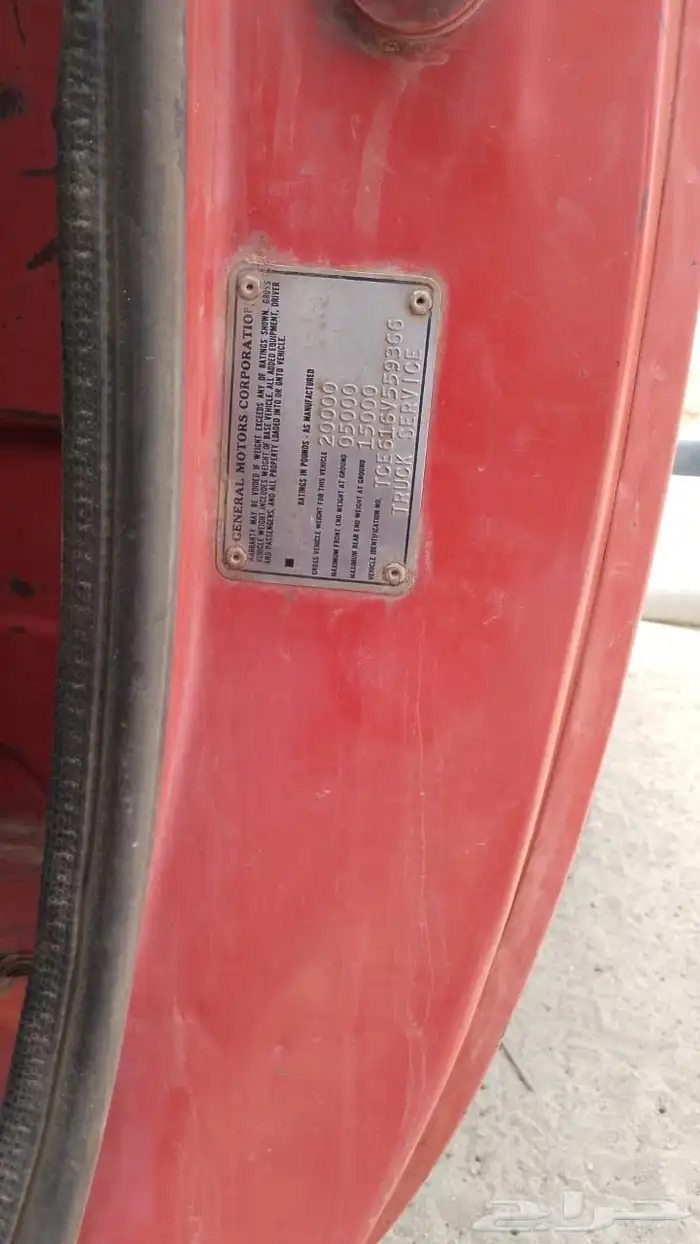 GENERAL MOTORS CORPORATION
WARRANTY MAY BE VOIDED IF WEIGHT EXCEEDS ANY OF RATINGS SHOWN. GROSS
VEHICLE WEIGHT INCLUDES WEIGHT OF BASE VEHICLE, ALL ADDED EQUIPMENT, DRIVER
AND PASSENGERS, AND ALL PROPERTY LOADED INTO OR ONTO VEHICLE.
RATINGS IN POUNDS - AS MANUFACTURED
GROSS VEHICLE WEIGHT FOR THIS VEHICLE 20000
MAXIMUM FRONT END WEIGHT AT GROUND 05000
MAXIMUM REAR END WEIGHT AT GROUND 15000
VEHICLE IDENTIFICATION NO. TCE616V559366
TRUCK SERVICE
حراج